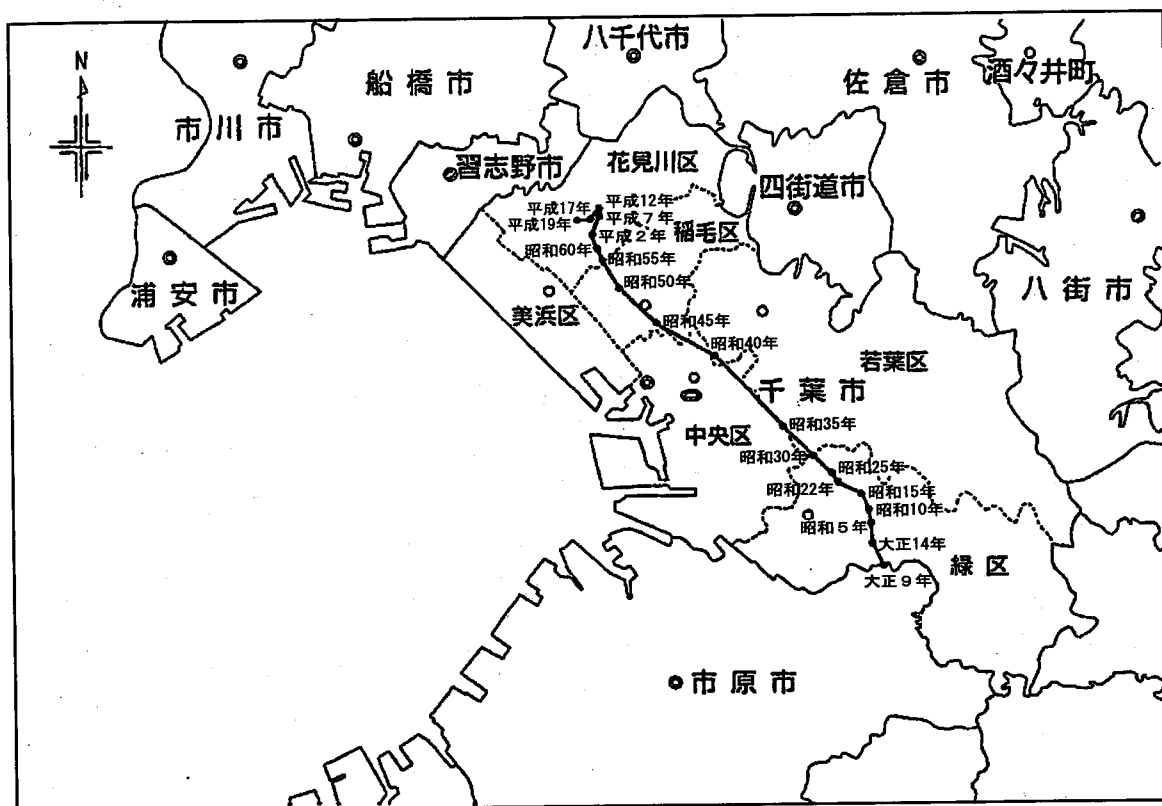 八千代市
酒々井町
佐倉市
船橋市
N
市川市
花見川区
習志野市
四街道市
平成12年
平成17年
平成7年
平成19年
稲毛区
平成2年
昭和60年
昭和55年
昭和50年
八街市
浦安市
美浜区
昭和45年
昭和40年
若葉区
千葉市
昭和35年
中央区
昭和30年
昭和25年
昭和22年
昭和15年
昭和10年
昭和5年
大正14年
緑区
大正9年
市原市